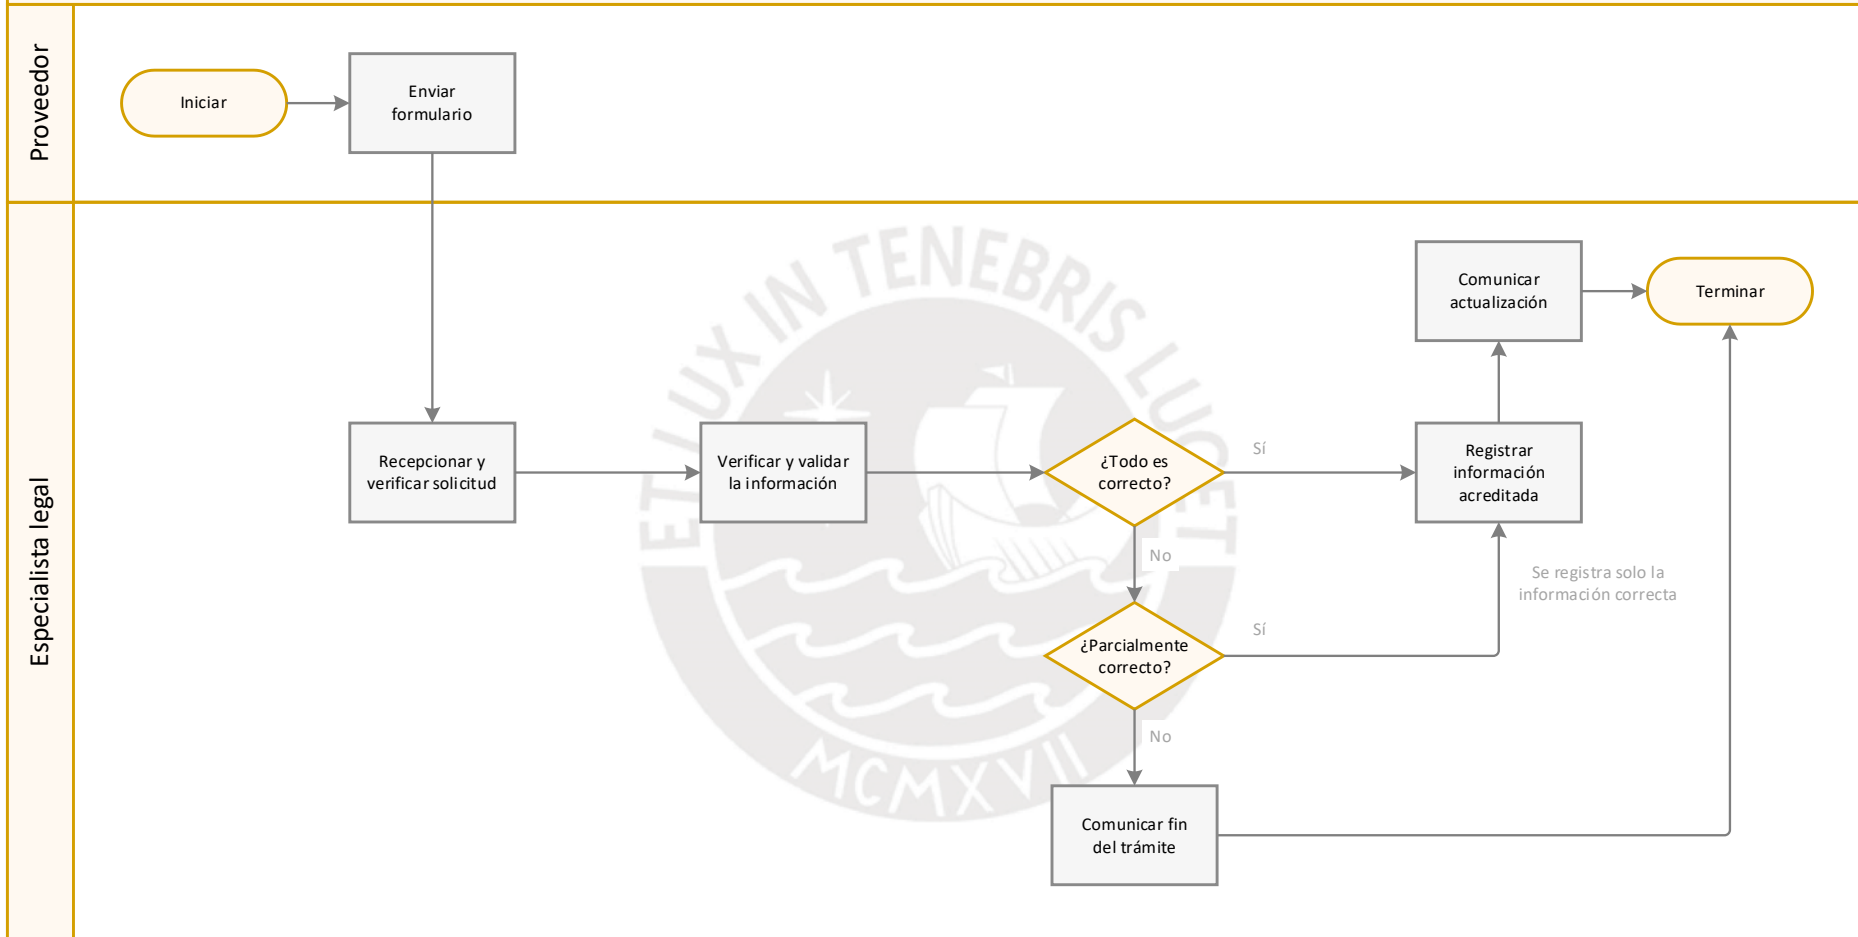 Proveedor
Iniciar
Enviar
formulario
Especialista legal
ET LUX IN TENEBRIS LUCET
MCMXVII
Recepcionar y
verificar solicitud
Verificar y validar
la información
¿Todo es
correcto?
Sí
No
¿Parcialmente
correcto?
Sí
No
Comunicar fin
del trámite
Registrar
información
acreditada
Se registra solo la
información correcta
Comunicar
actualización
Terminar